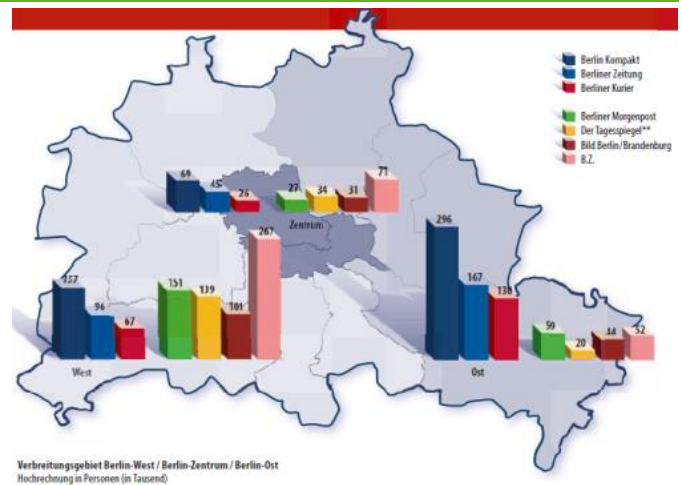 Berlin Kompakt
Berliner Zeitung
Berliner Kurier
Berliner Morgenpost
Der Tagesspiegel**
Bild Berlin/Brandenburg
B.Z.
69 45 26 27 34 31 71
Zentrum
157 96 67 151 139 101 267
West
296 167 138 59 20 44 52
Ost
Verbreitungsgebiet Berlin-West / Berlin-Zentrum / Berlin-Ost
Hochrechnung in Personen (in Tausend)